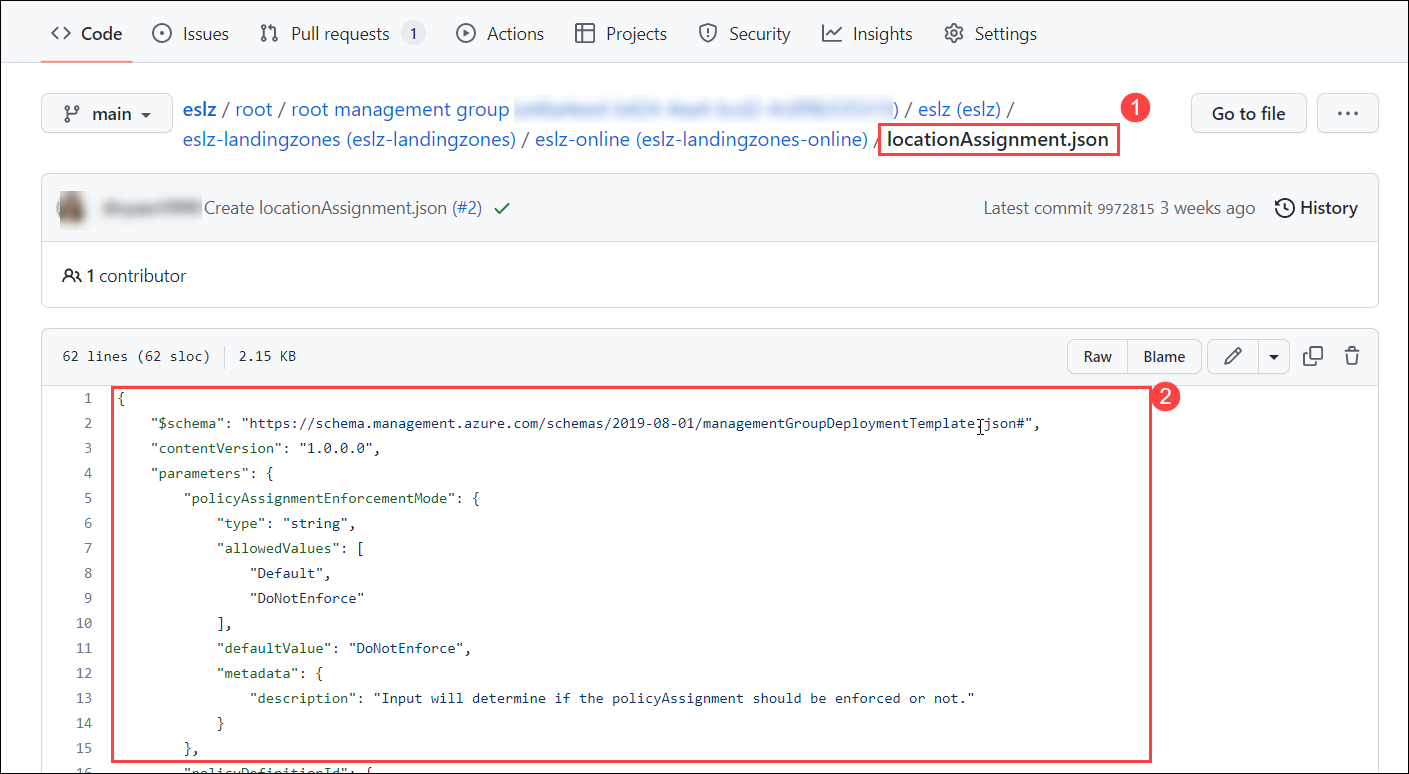 Code Issues Pull requests 1 Actions Projects Security Insights Settings
main eslz / root / root management group ) / eslz (eslz) / 1 Go to file ...
eslz-landingzones (eslz-landingzones) / eslz-online (eslz-landingzones-online) / locationAssignment.json
Create locationAssignment.json (#2) Latest commit 9972815 3 weeks ago History
1 contributor
62 lines (62 sloc) 2.15 KB Raw Blame
2
1 {
2 "$schema": "https://schema.management.azure.com/schemas/2019-08-01/managementGroupDeploymentTemplate.json#",
3 "contentVersion": "1.0.0.0",
4 "parameters": {
5 "policyAssignmentEnforcementMode": {
6 "type": "string",
7 "allowedValues": [
8 "Default",
9 "DoNotEnforce"
10 ],
11 "defaultValue": "DoNotEnforce",
12 "metadata": {
13 "description": "Input will determine if the policyAssignment should be enforced or not."
14 }
15 },
16 "policyDefinitionId": {